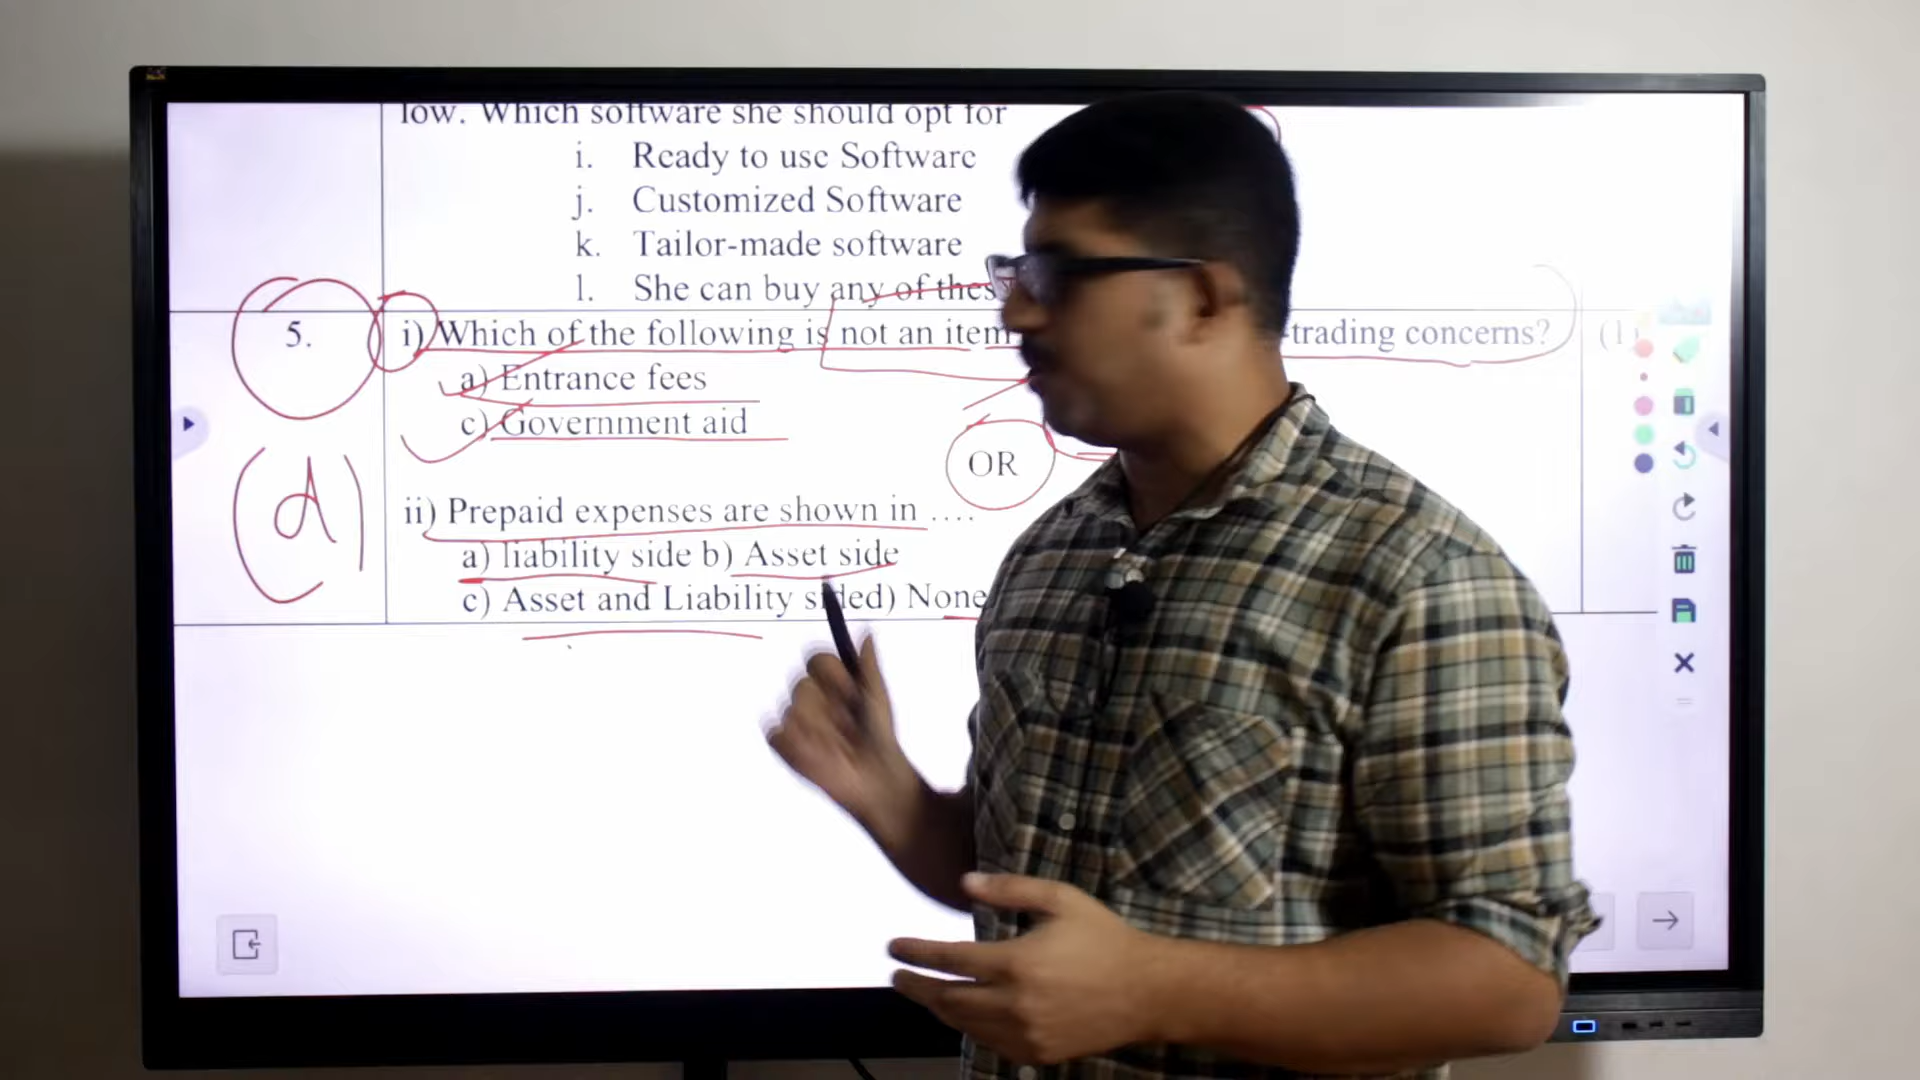 low. Which software she should opt for
i. Ready to use Software
j. Customized Software
k. Tailor-made software
l. She can buy any of thes
5. i) Which of the following is not an item -trading concerns? (1
a) Entrance fees
c) Government aid
OR
(d)
ii) Prepaid expenses are shown in ....
a) liability side b) Asset side
c) Asset and Liability sided) None